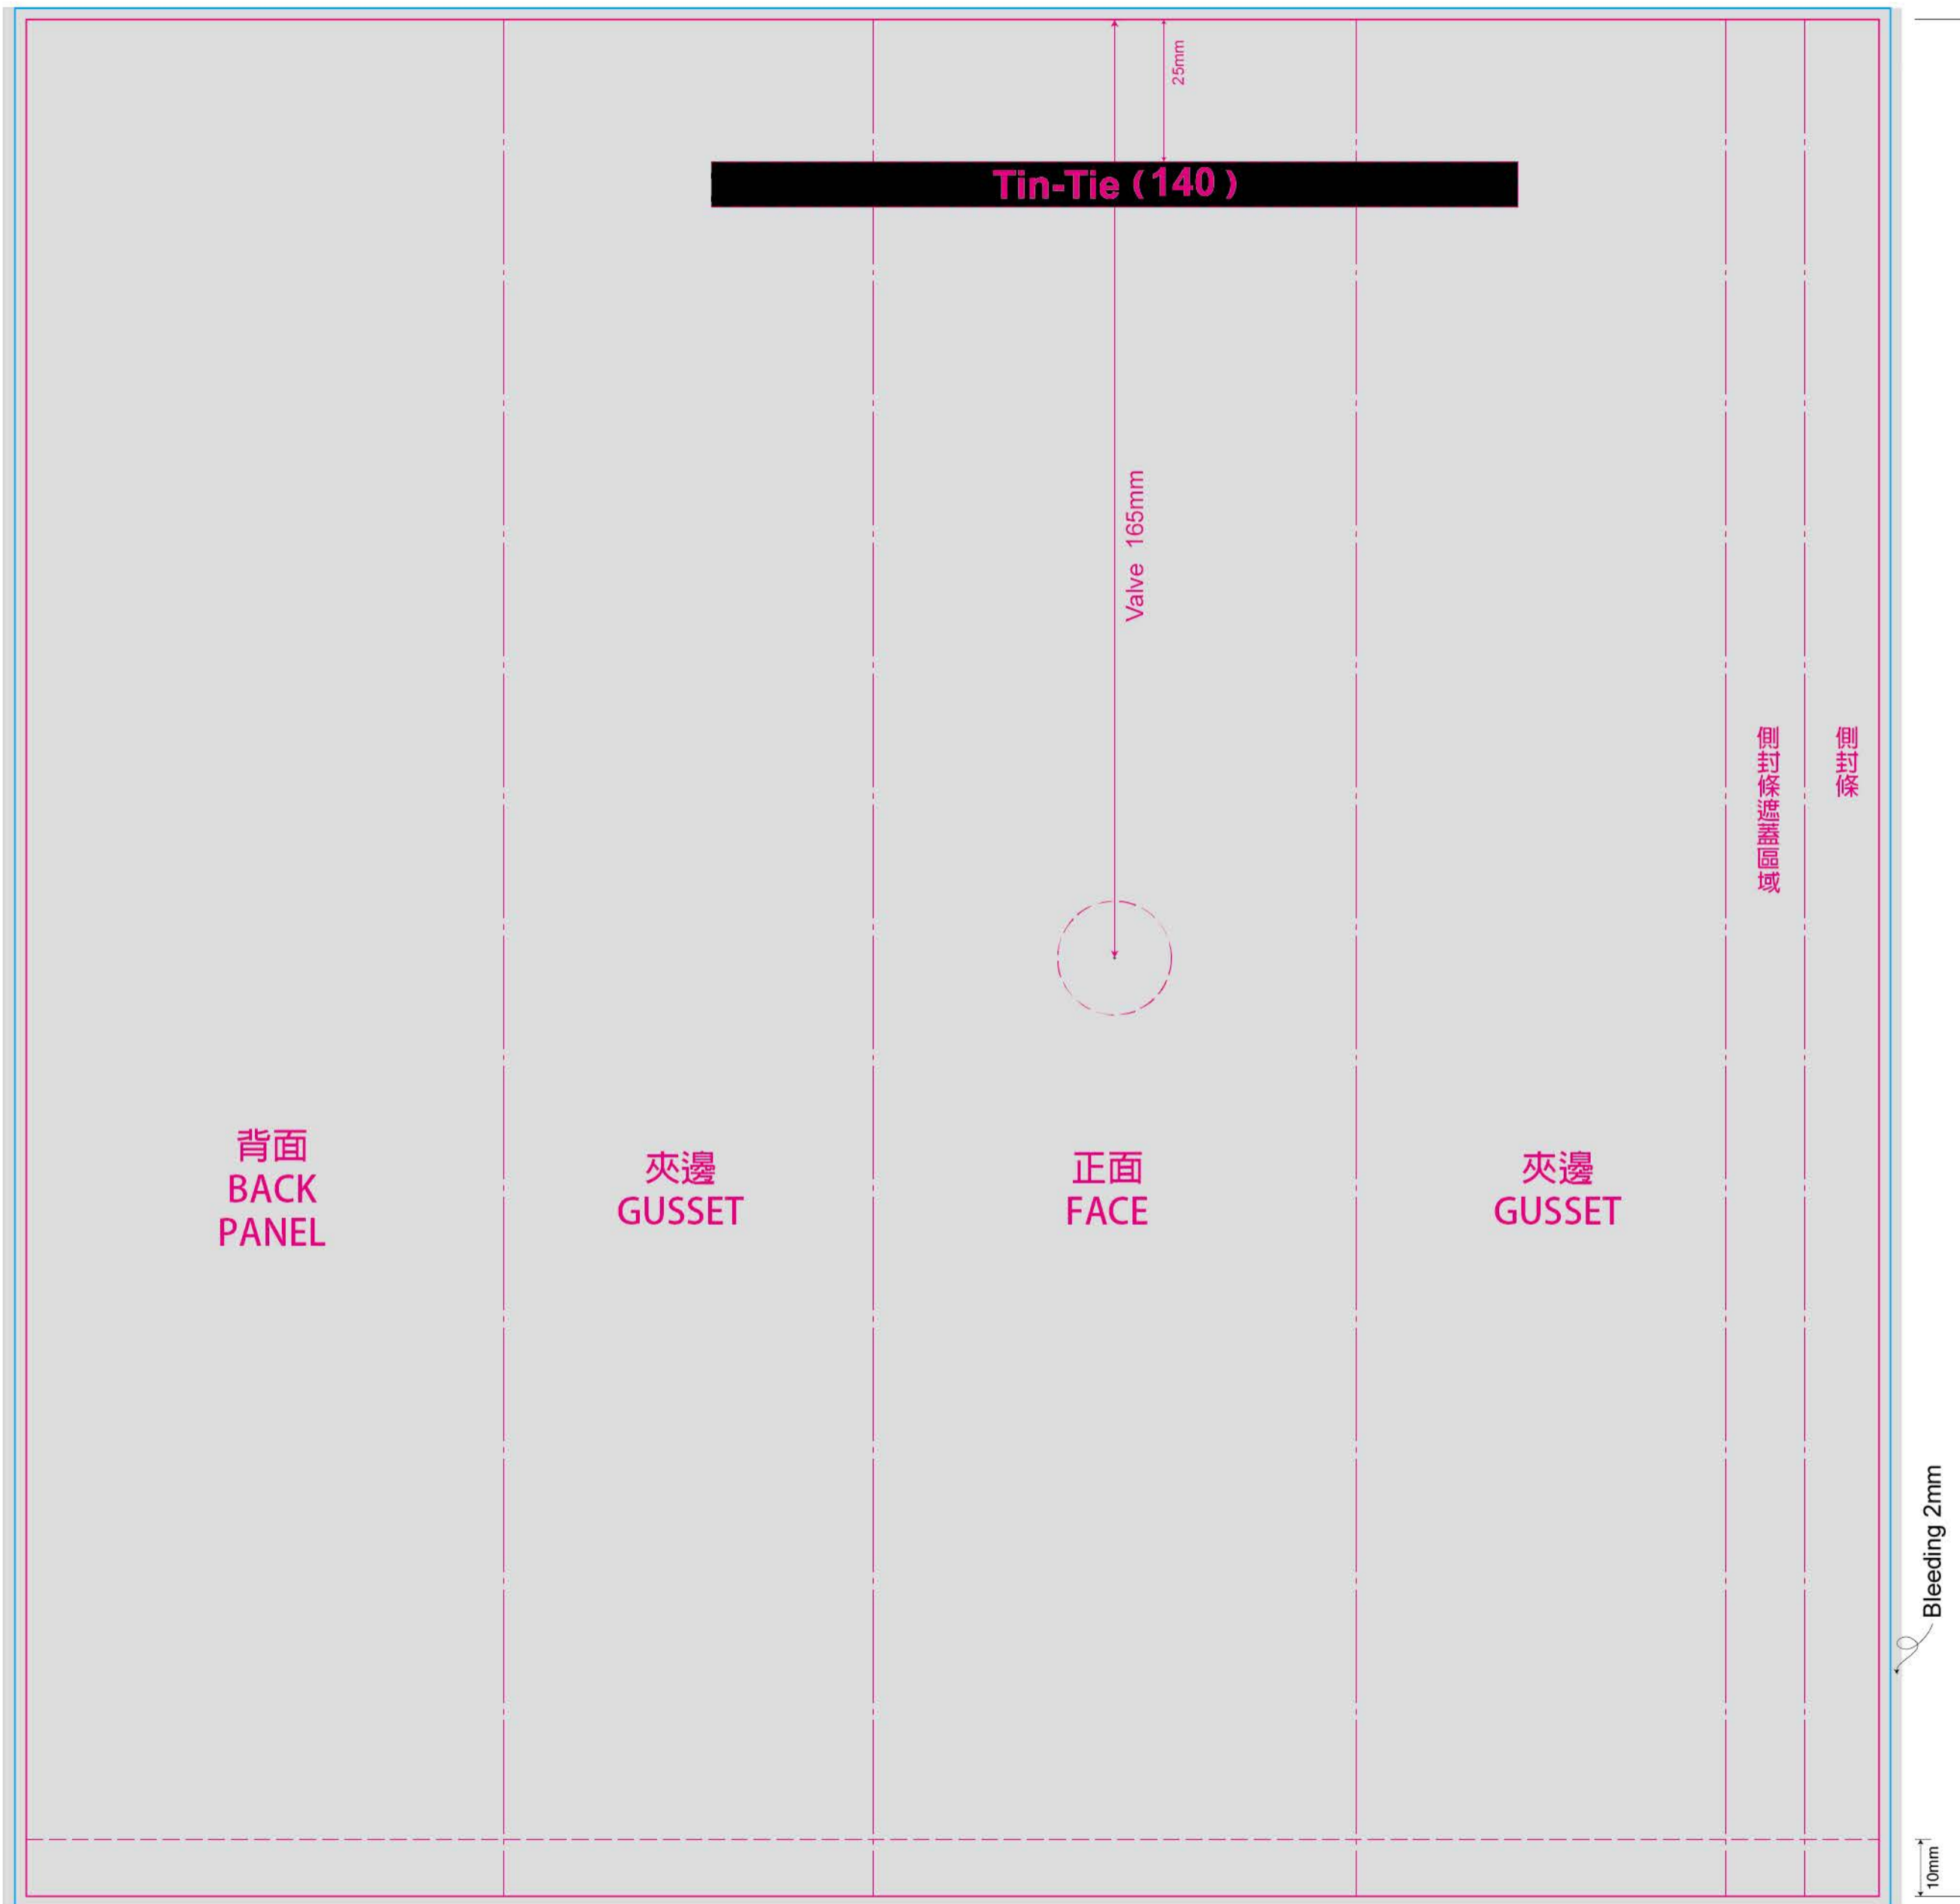 25mm
Tin-Tie (140)
Valve 165mm
側封條遮蓋區域
側封條
背面
BACK
PANEL
夾邊
GUSSET
正面
FACE
夾邊
GUSSET
Bleeding 2mm
10mm